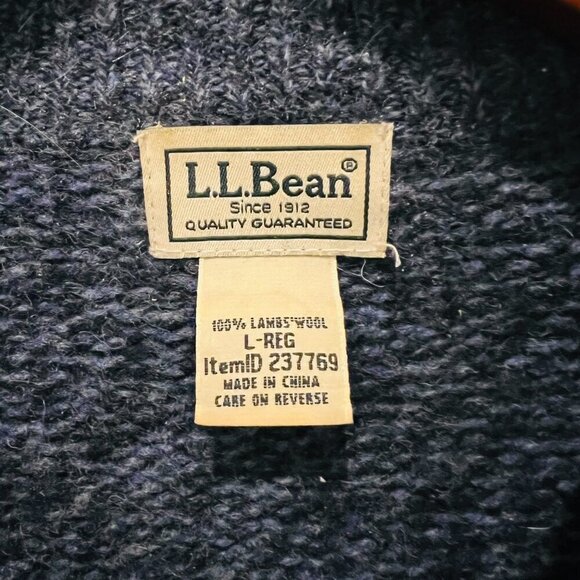 L.L.Bean®
Since 1912
QUALITY GUARANTEED
100% LAMBS'WOOL
L-REG
ItemID 237769
MADE IN CHINA
CARE ON REVERSE